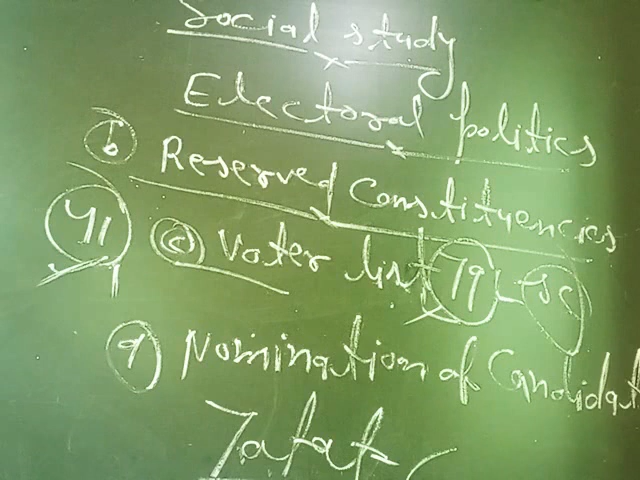 Social study
Electoral politics
(b) Reserved Constituencies
41
(c) Voter list 79 - SC
(d) Nomination of Candidat